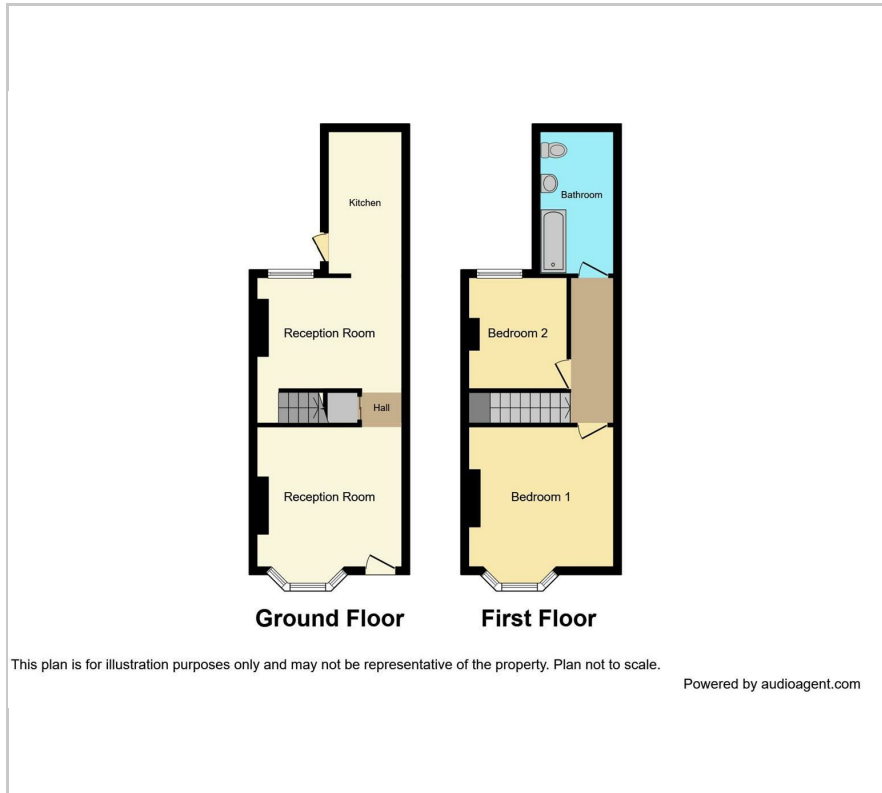 Kitchen
Reception Room
Hall
Reception Room
Ground Floor
Bathroom
Bedroom 2
Bedroom 1
First Floor
This plan is for illustration purposes only and may not be representative of the property. Plan not to scale.
Powered by audioagent.com